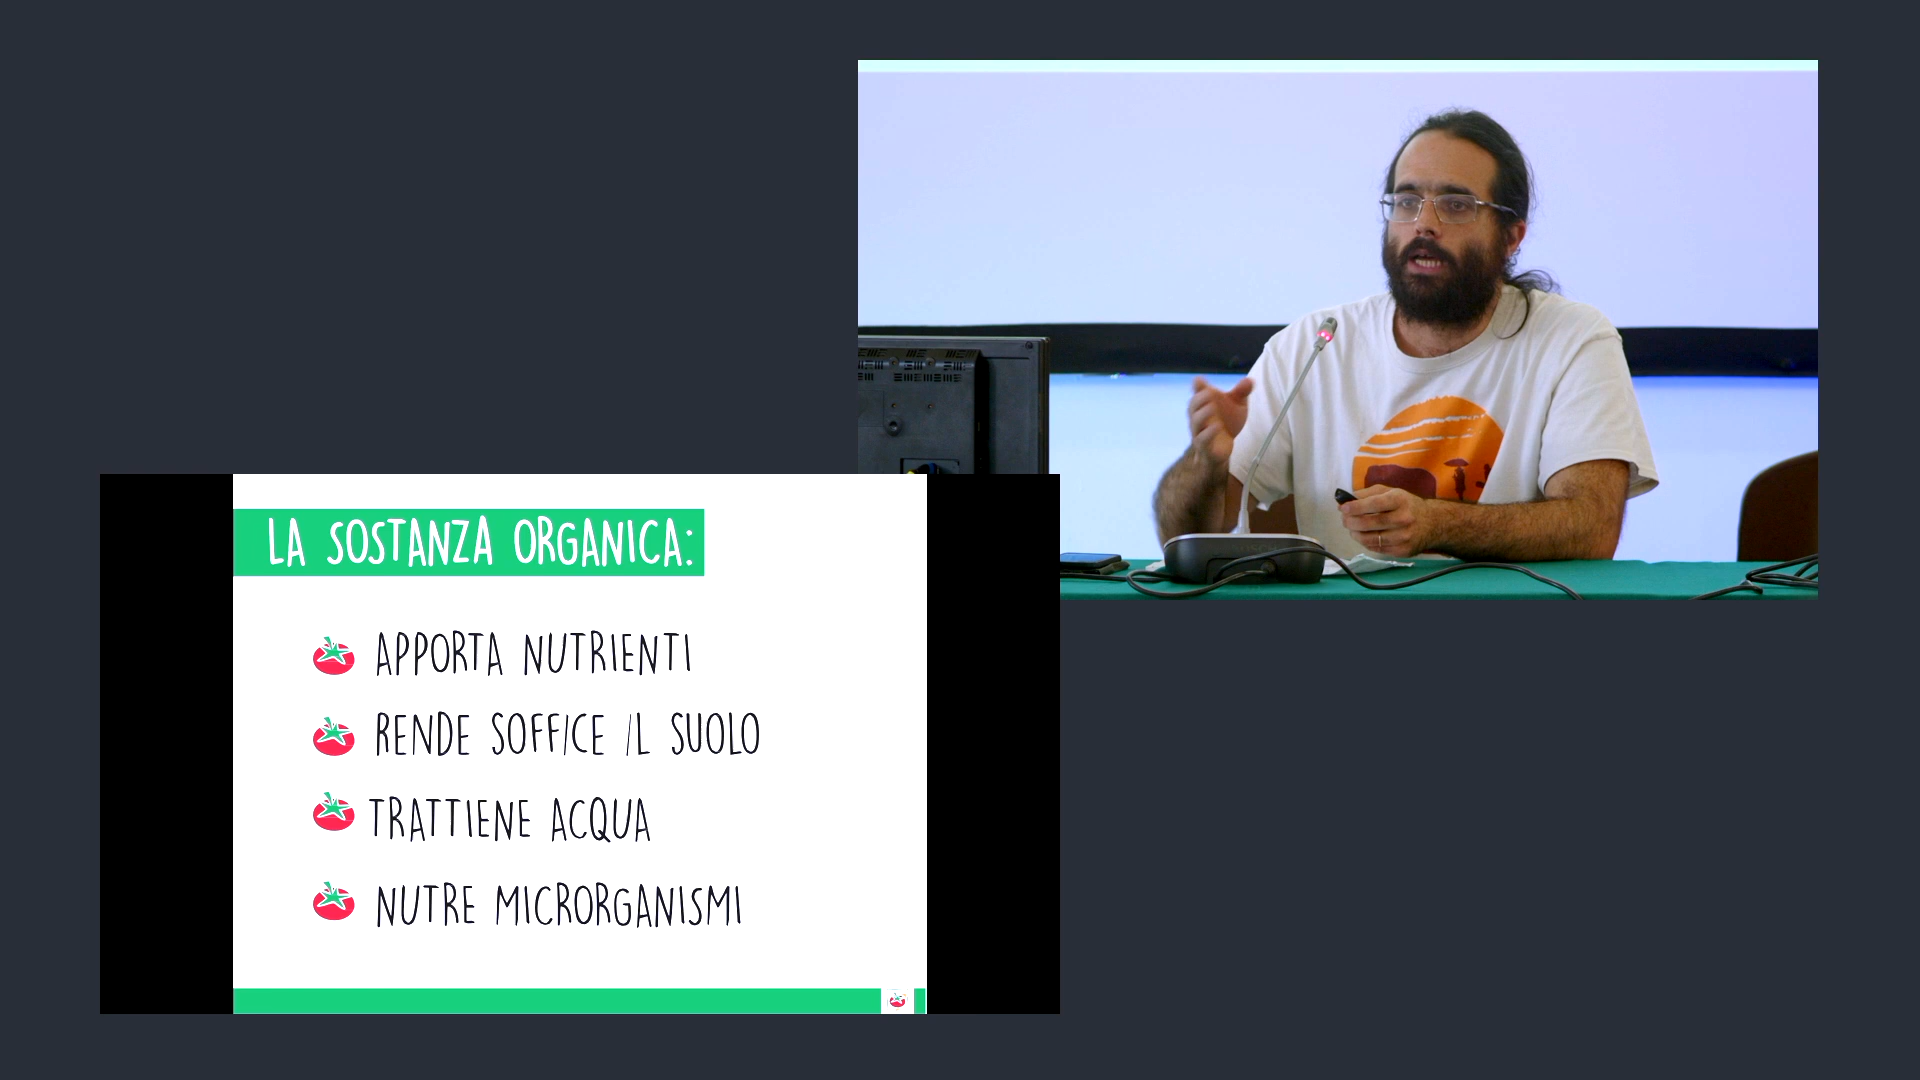 LA SOSTANZA ORGANICA:
APPORTA NUTRIENTI
RENDE SOFFICE IL SUOLO
TRATTIENE ACQUA
NUTRE MICRORGANISMI